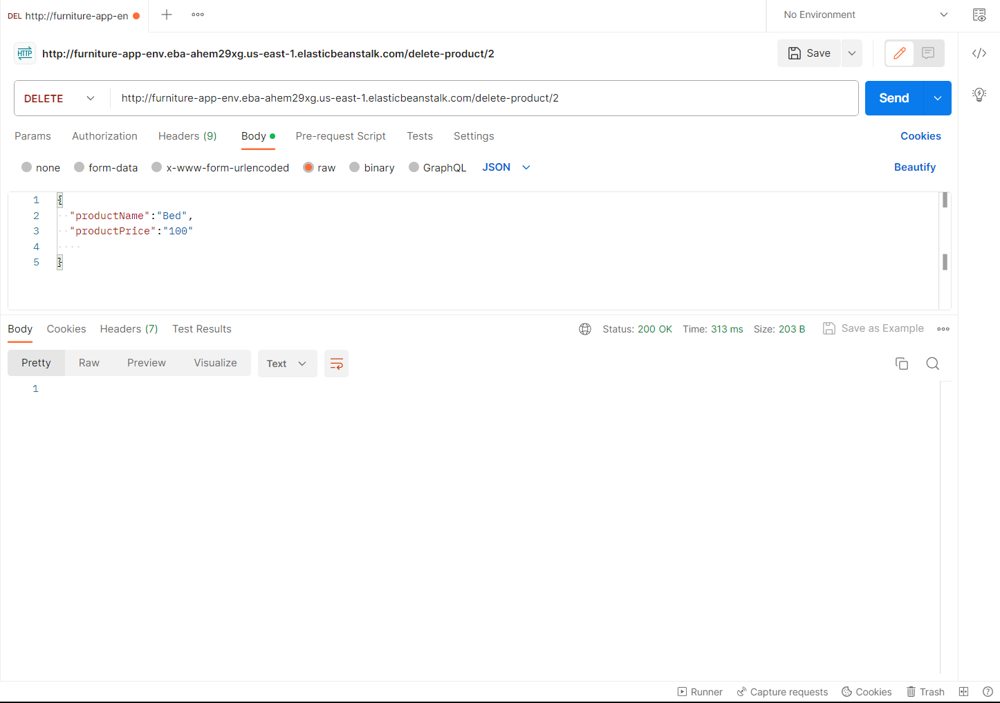 DEL http://furniture-app-en
No Environment
HTTP http://furniture-app-env.eba-ahem29xg.us-east-1.elasticbeanstalk.com/delete-product/2
Save
</>
DELETE http://furniture-app-env.eba-ahem29xg.us-east-1.elasticbeanstalk.com/delete-product/2
Send
Params Authorization Headers (9) Body Pre-request Script Tests Settings Cookies
none form-data x-www-form-urlencoded raw binary GraphQL JSON Beautify
1 {
2 "productName":"Bed",
3 "productPrice":"100"
4
5 }
Body Cookies Headers (7) Test Results Status: 200 OK Time: 313 ms Size: 203 B Save as Example
Pretty Raw Preview Visualize Text
1
Runner Capture requests Cookies Trash